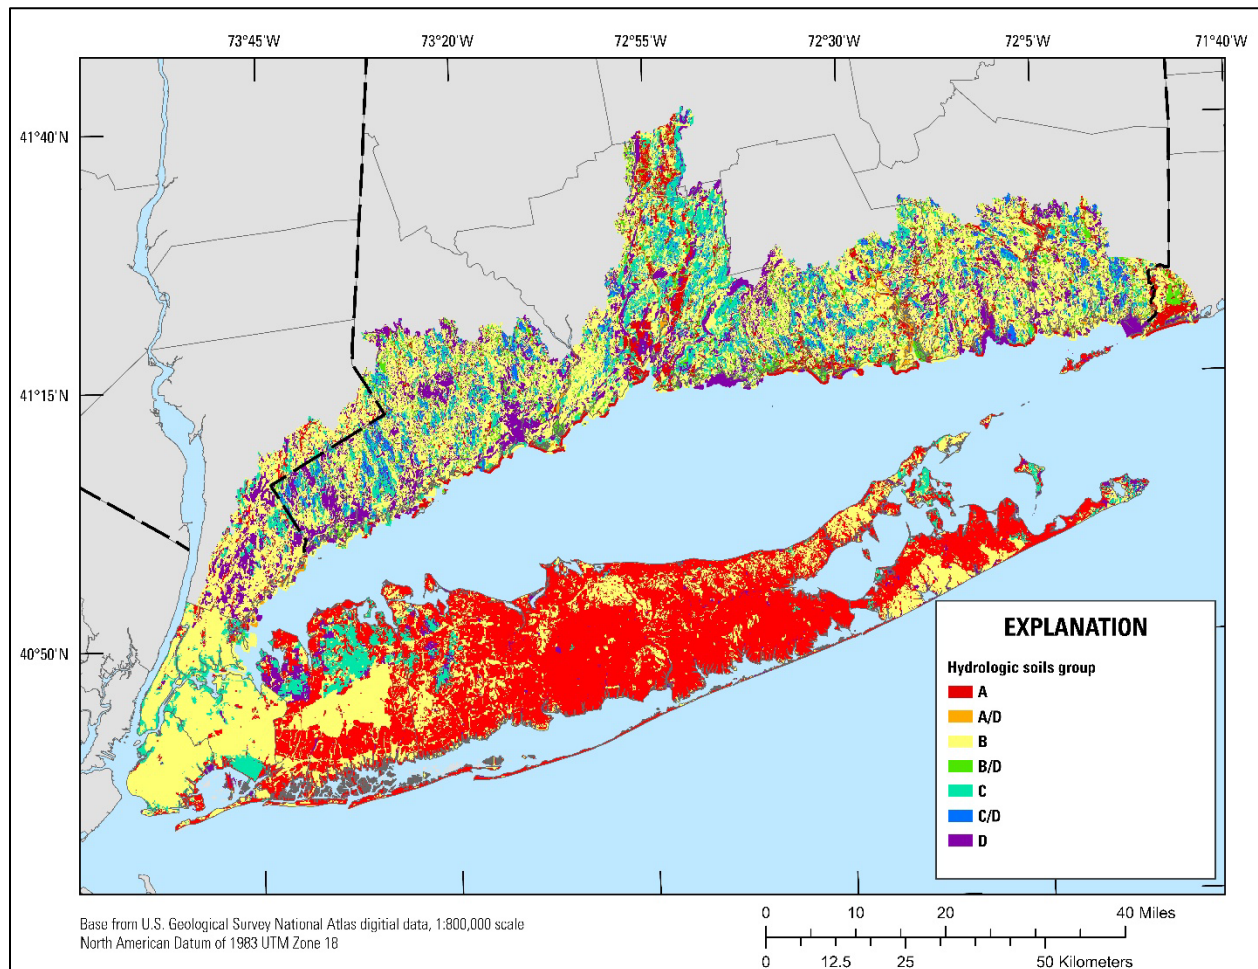 73°45'W 73°20'W 72°55'W 72°30'W 72°5'W 71°40'W
41°40'N
41°15'N
40°50'N
EXPLANATION
Hydrologic soils group
A
A/D
B
B/D
C
C/D
D
Base from U.S. Geological Survey National Atlas digitial data, 1:800,000 scale
North American Datum of 1983 UTM Zone 18
0 10 20 40 Miles
0 12.5 25 50 Kilometers